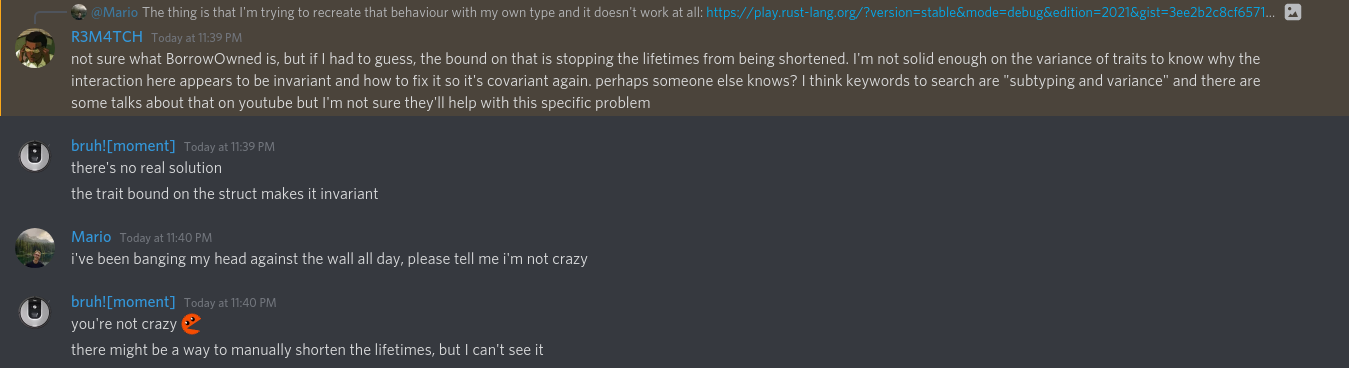 @Mario The thing is that I'm trying to recreate that behaviour with my own type and it doesn't work at all: https://play.rust-lang.org/?version=stable&mode=debug&edition=2021&gist=3ee2b2c8cf6571...
R3M4TCH Today at 11:39 PM
not sure what BorrowOwned is, but if I had to guess, the bound on that is stopping the lifetimes from being shortened. I'm not solid enough on the variance of traits to know why the
interaction here appears to be invariant and how to fix it so it's covariant again. perhaps someone else knows? I think keywords to search are "subtyping and variance" and there are
some talks about that on youtube but I'm not sure they'll help with this specific problem
bruh![moment] Today at 11:39 PM
there's no real solution
the trait bound on the struct makes it invariant
Mario Today at 11:40 PM
i've been banging my head against the wall all day, please tell me i'm not crazy
bruh![moment] Today at 11:40 PM
you're not crazy
there might be a way to manually shorten the lifetimes, but I can't see it